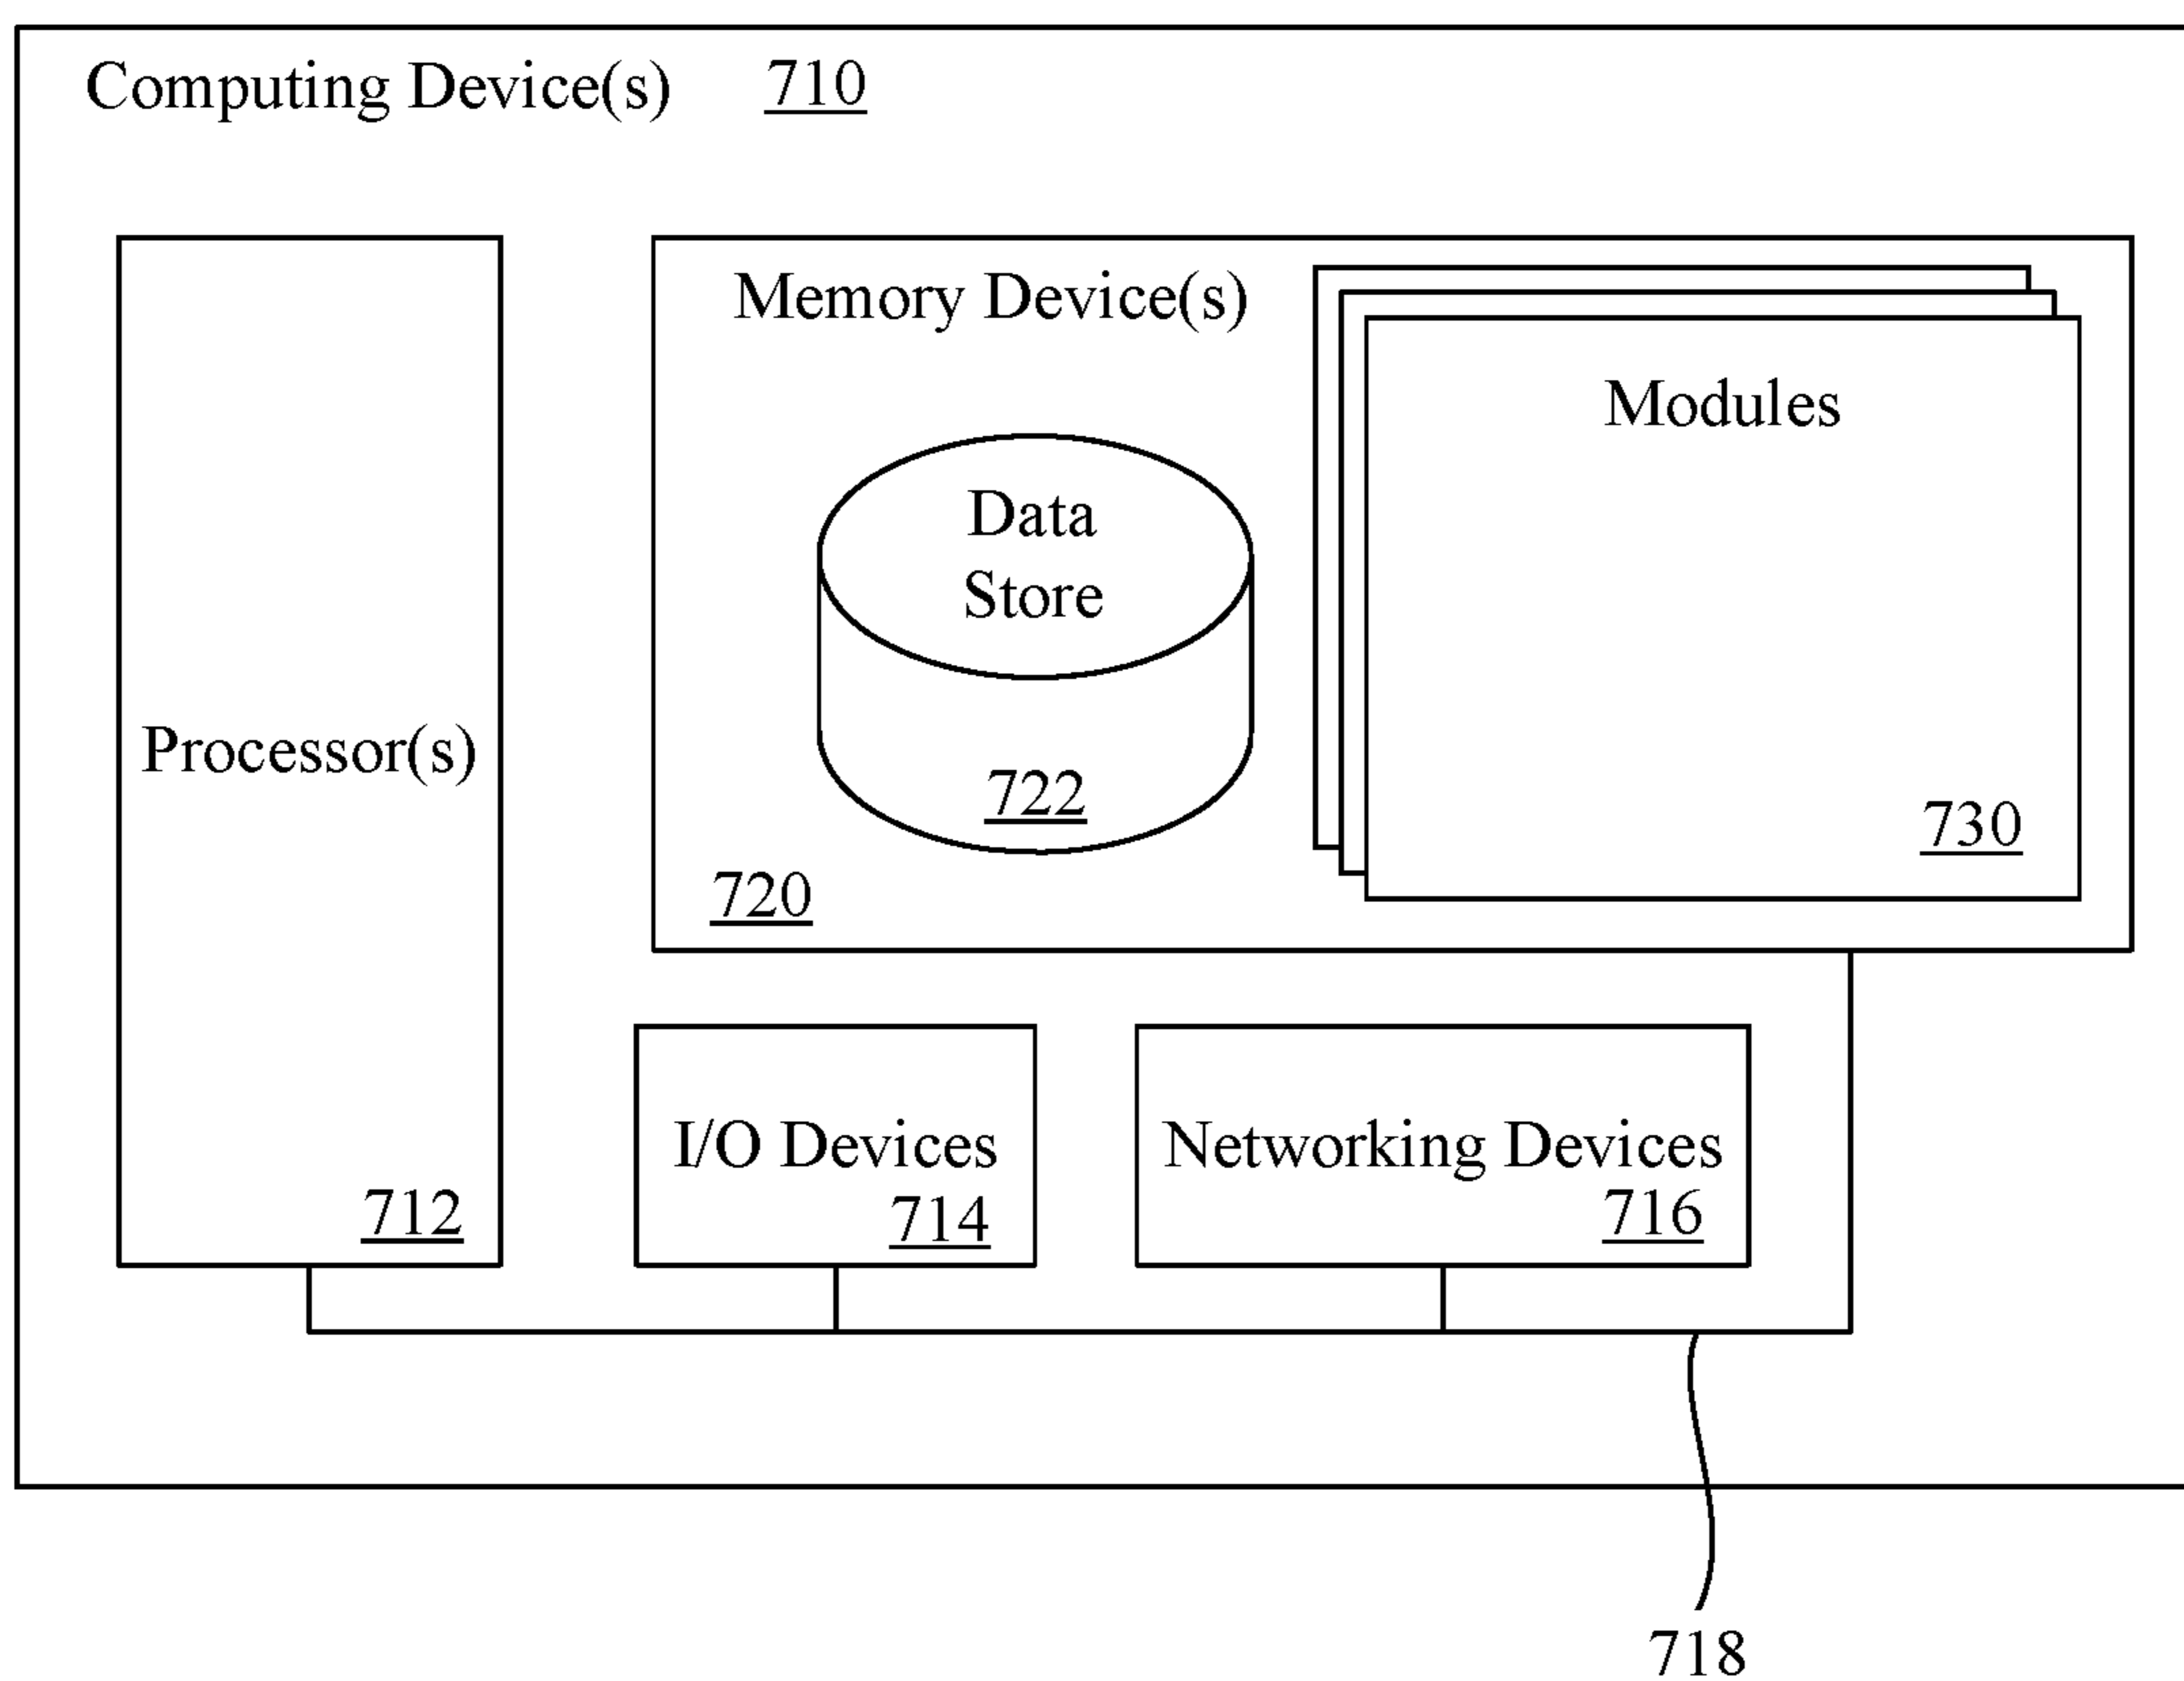 Computing Device(s) 710
Memory Device(s)
Modules
Data
Store
Processor(s)
722
730
720
I/O Devices
Networking Devices
712
714
716
718